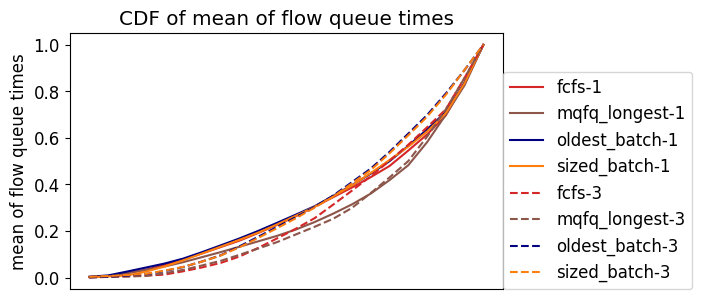 CDF of mean of flow queue times
mean of flow queue times
1.0
0.8
0.6
0.4
0.2
0.0
fcfs-1
mqfq_longest-1
oldest_batch-1
sized_batch-1
fcfs-3
mqfq_longest-3
oldest_batch-3
sized_batch-3